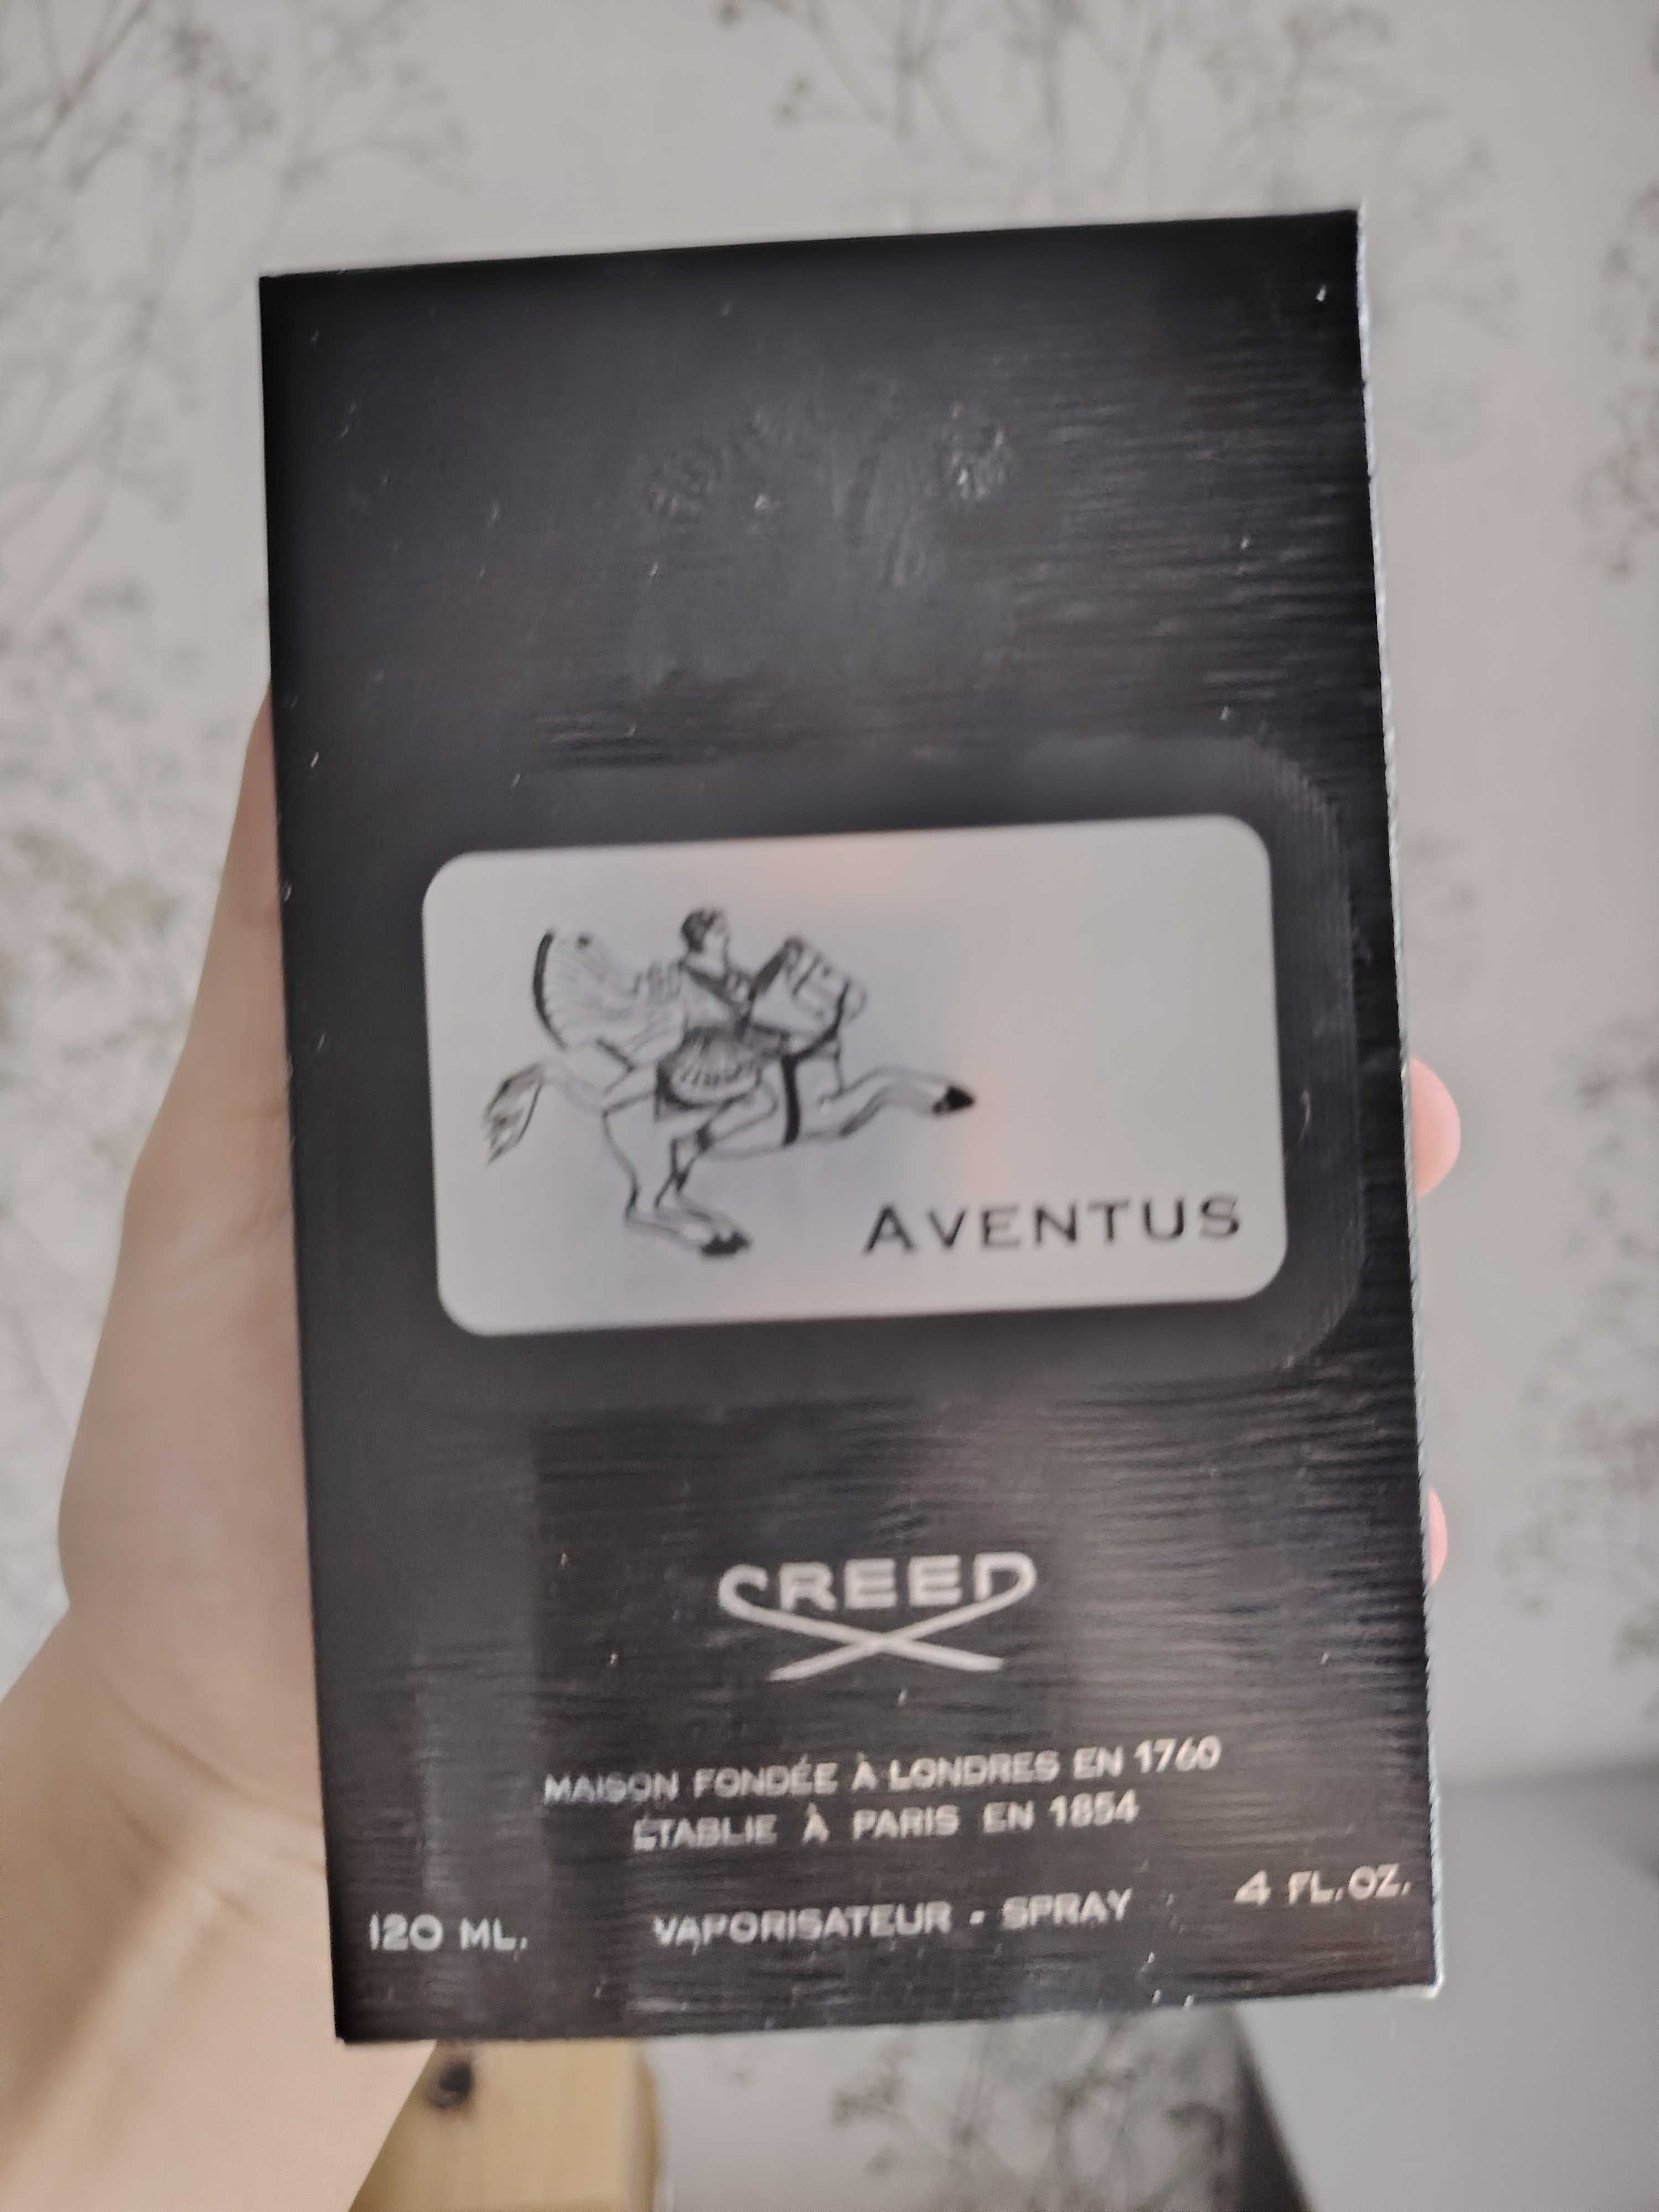 AVENTUS
CREED
MAISON FONDÉE À LONDRES EN 1760
ÉTABLIE À PARIS EN 1854
120 ML. VAPORISATEUR - SPRAY 4 FL.OZ.